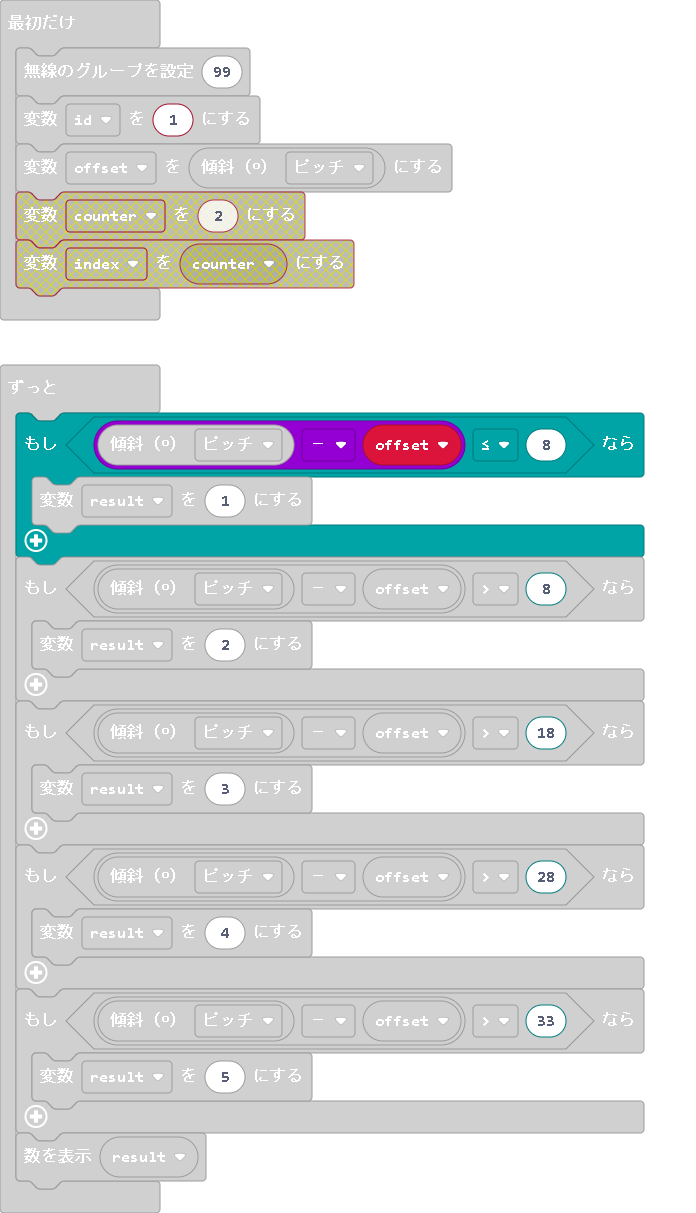 最初だけ
無線のグループを設定 99
変数 id を 1 にする
変数 offset を 傾斜 (º) ピッチ にする
変数 counter を 2 にする
変数 index を counter にする
ずっと
もし 傾斜 (º) ピッチ - offset ≤ 8 なら
変数 result を 1 にする
もし 傾斜 (º) ピッチ - offset > 8 なら
変数 result を 2 にする
もし 傾斜 (º) ピッチ - offset > 18 なら
変数 result を 3 にする
もし 傾斜 (º) ピッチ - offset > 28 なら
変数 result を 4 にする
もし 傾斜 (º) ピッチ - offset > 33 なら
変数 result を 5 にする
数を表示 result